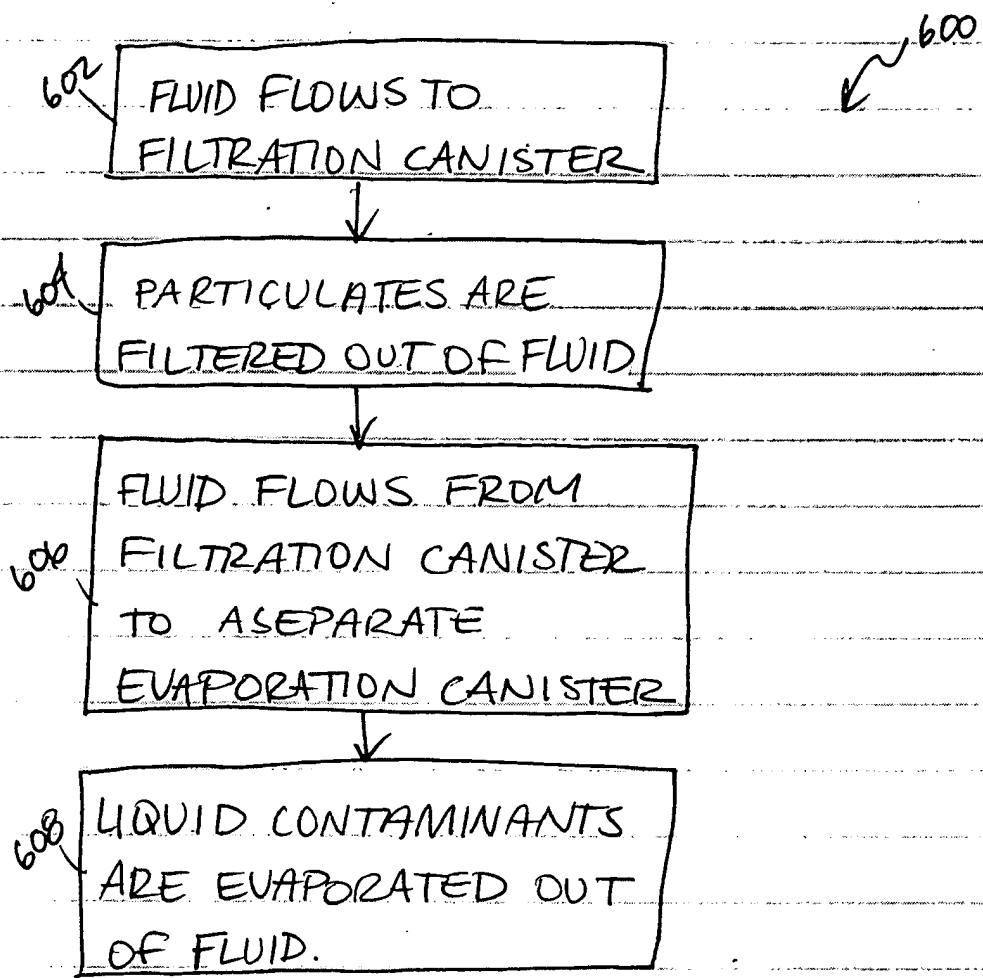 600
602
FLUID FLOWS TO
FILTRATION CANISTER
604
PARTICULATES ARE
FILTERED OUT OF FLUID
606
FLUID FLOWS FROM
FILTRATION CANISTER
TO A SEPARATE
EVAPORATION CANISTER
608
LIQUID CONTAMINANTS
ARE EVAPORATED OUT
OF FLUID.